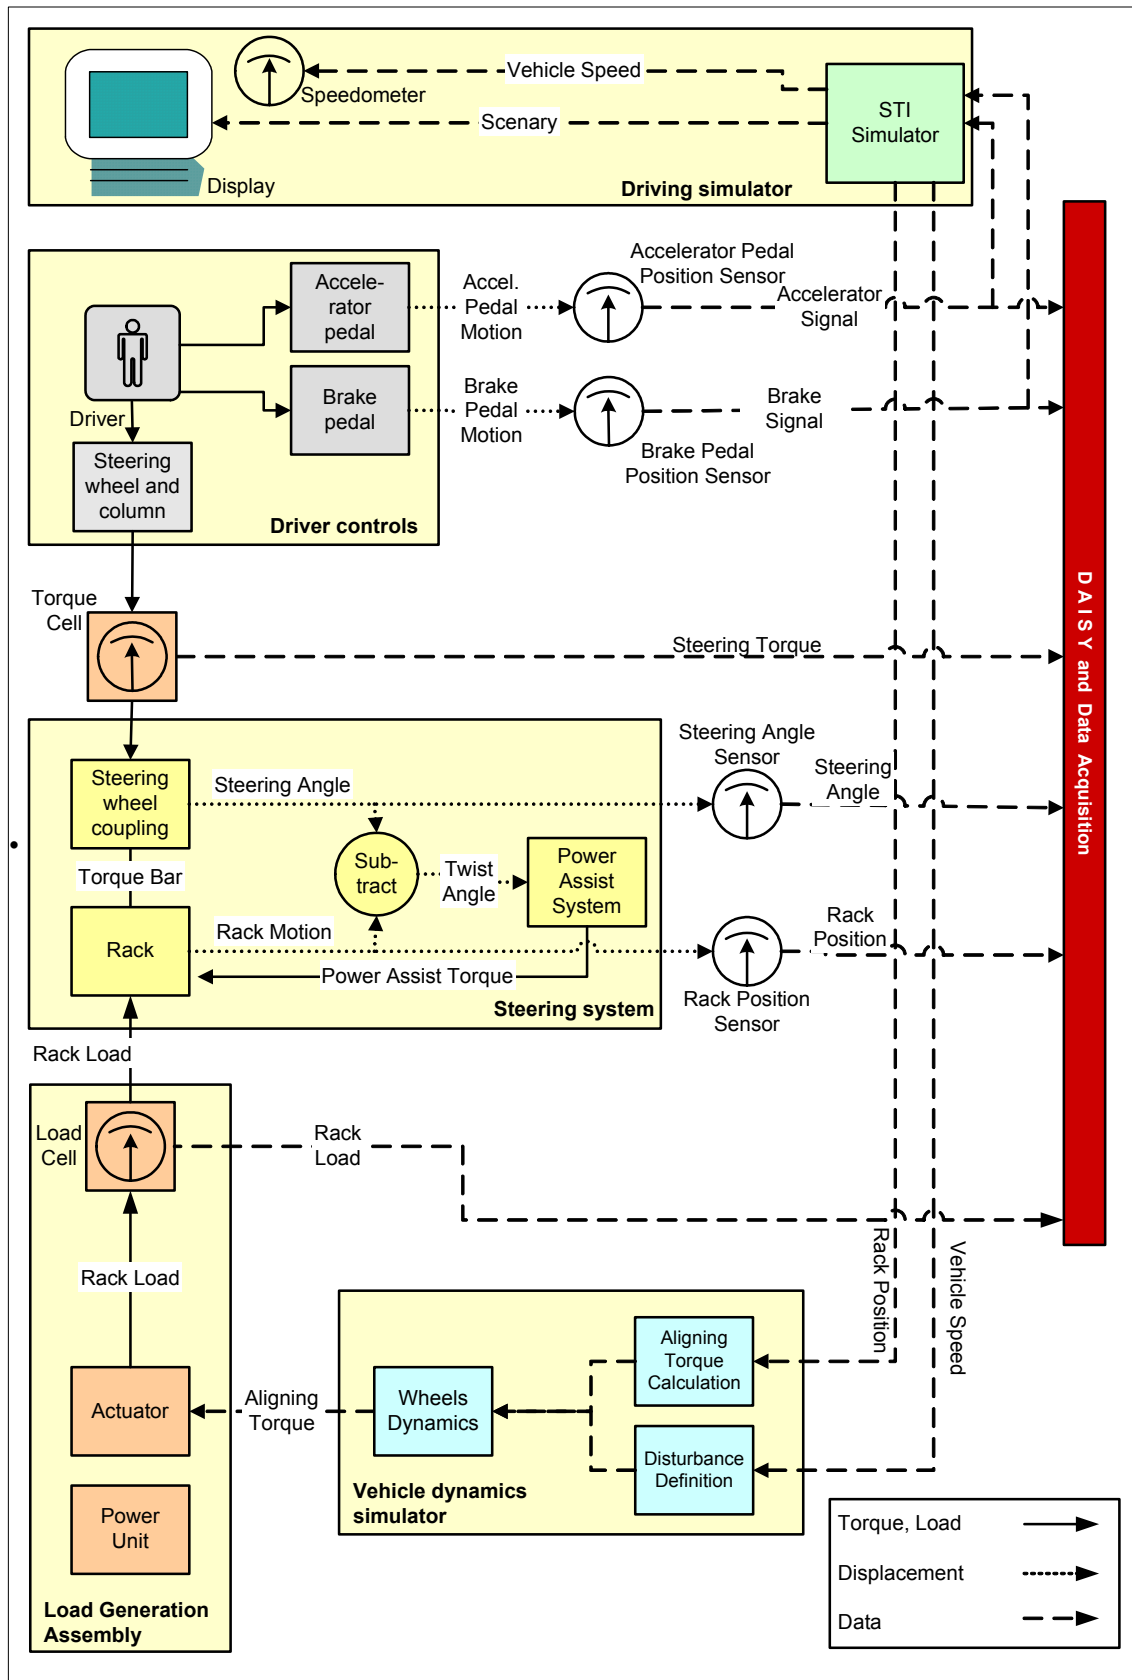 Vehicle Speed
Speedometer
Scenary
STI
Simulator
Display
Driving simulator
Accele-
rator
pedal
Accel.
Pedal
Motion
Accelerator Pedal
Position Sensor
Accelerator
Signal
Driver
Brake
pedal
Brake
Pedal
Motion
Brake
Signal
Brake Pedal
Position Sensor
Steering
wheel and
column
Driver controls
Torque
Cell
Steering Torque
DAISY and Data Acquisition
Steering
wheel
coupling
Steering Angle
Steering Angle
Sensor
Steering
Angle
Torque Bar
Sub-
tract
Twist
Angle
Power
Assist
System
Rack
Rack Motion
Power Assist Torque
Rack
Position
Rack Position
Sensor
Steering system
Rack Load
Load
Cell
Rack
Load
Rack Load
Rack Position
Vehicle Speed
Actuator
Aligning
Torque
Wheels
Dynamics
Aligning
Torque
Calculation
Disturbance
Definition
Vehicle dynamics
simulator
Power
Unit
Load Generation
Assembly
Torque, Load
Displacement
Data